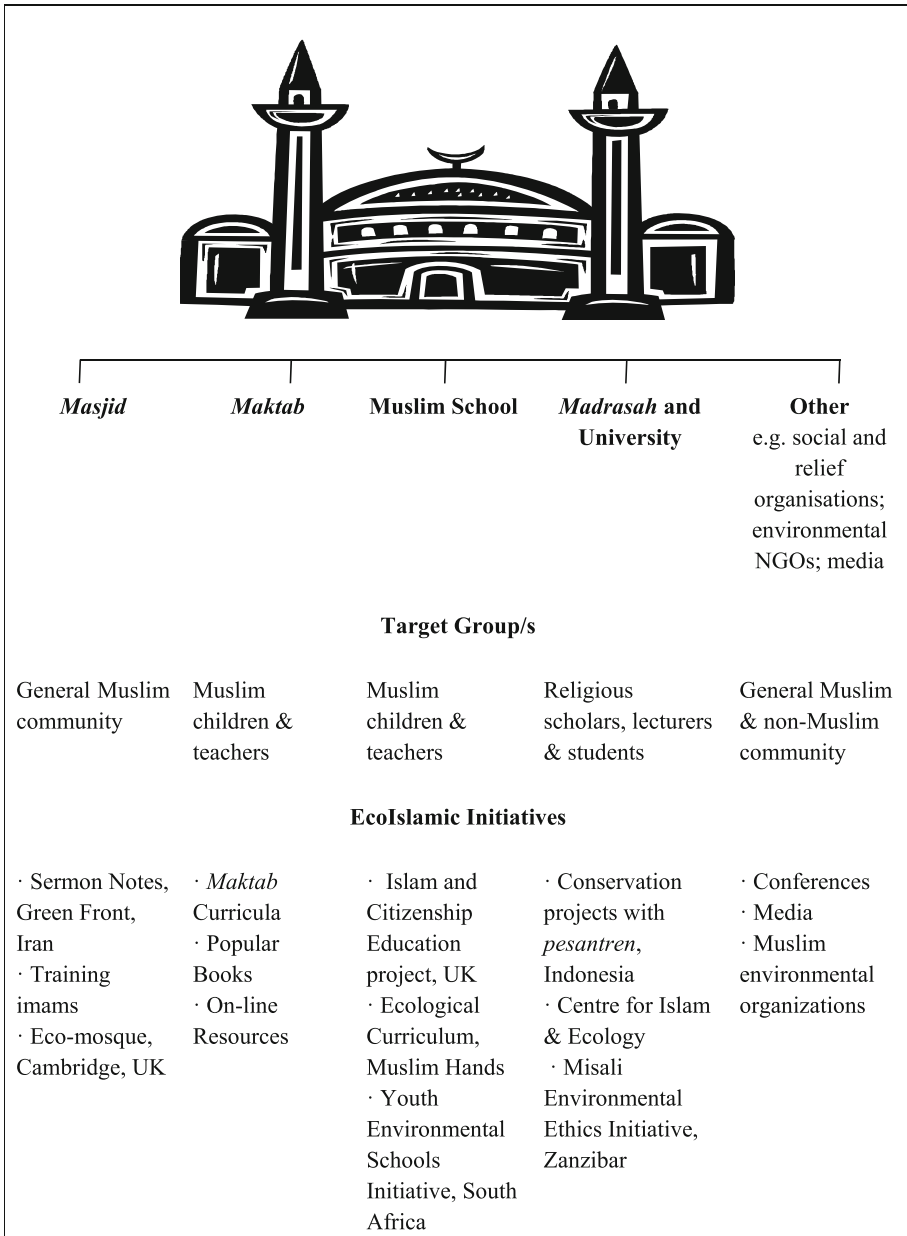 Masjid
Maktab
Muslim School
Madrasah and
University
Other
e.g. social and
relief
organisations;
environmental
NGOs; media
Target Group/s
General Muslim
community
Muslim
children &
teachers
Muslim
children &
teachers
Religious
scholars, lecturers
& students
General Muslim
& non-Muslim
community
EcoIslamic Initiatives
· Sermon Notes,
Green Front,
Iran
· Training
imams
· Eco-mosque,
Cambridge, UK
· Maktab
Curricula
· Popular
Books
· On-line
Resources
· Islam and
Citizenship
Education
project, UK
· Ecological
Curriculum,
Muslim Hands
· Youth
Environmental
Schools
Initiative, South
Africa
· Conservation
projects with
pesantren,
Indonesia
· Centre for Islam
& Ecology
· Misali
Environmental
Ethics Initiative,
Zanzibar
· Conferences
· Media
· Muslim
environmental
organizations